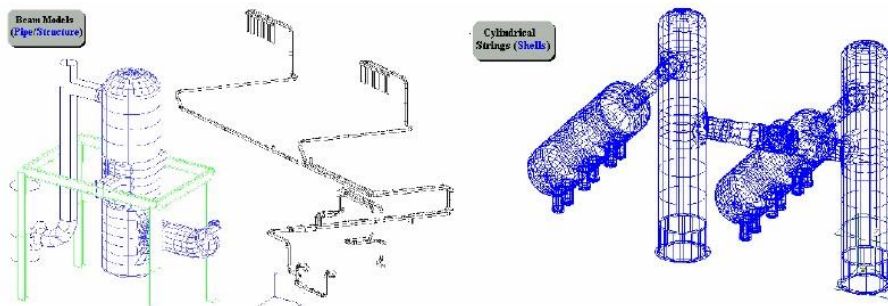 Beam Models
(Pipe/Structure)
Cylindrical
Strings (Shells)